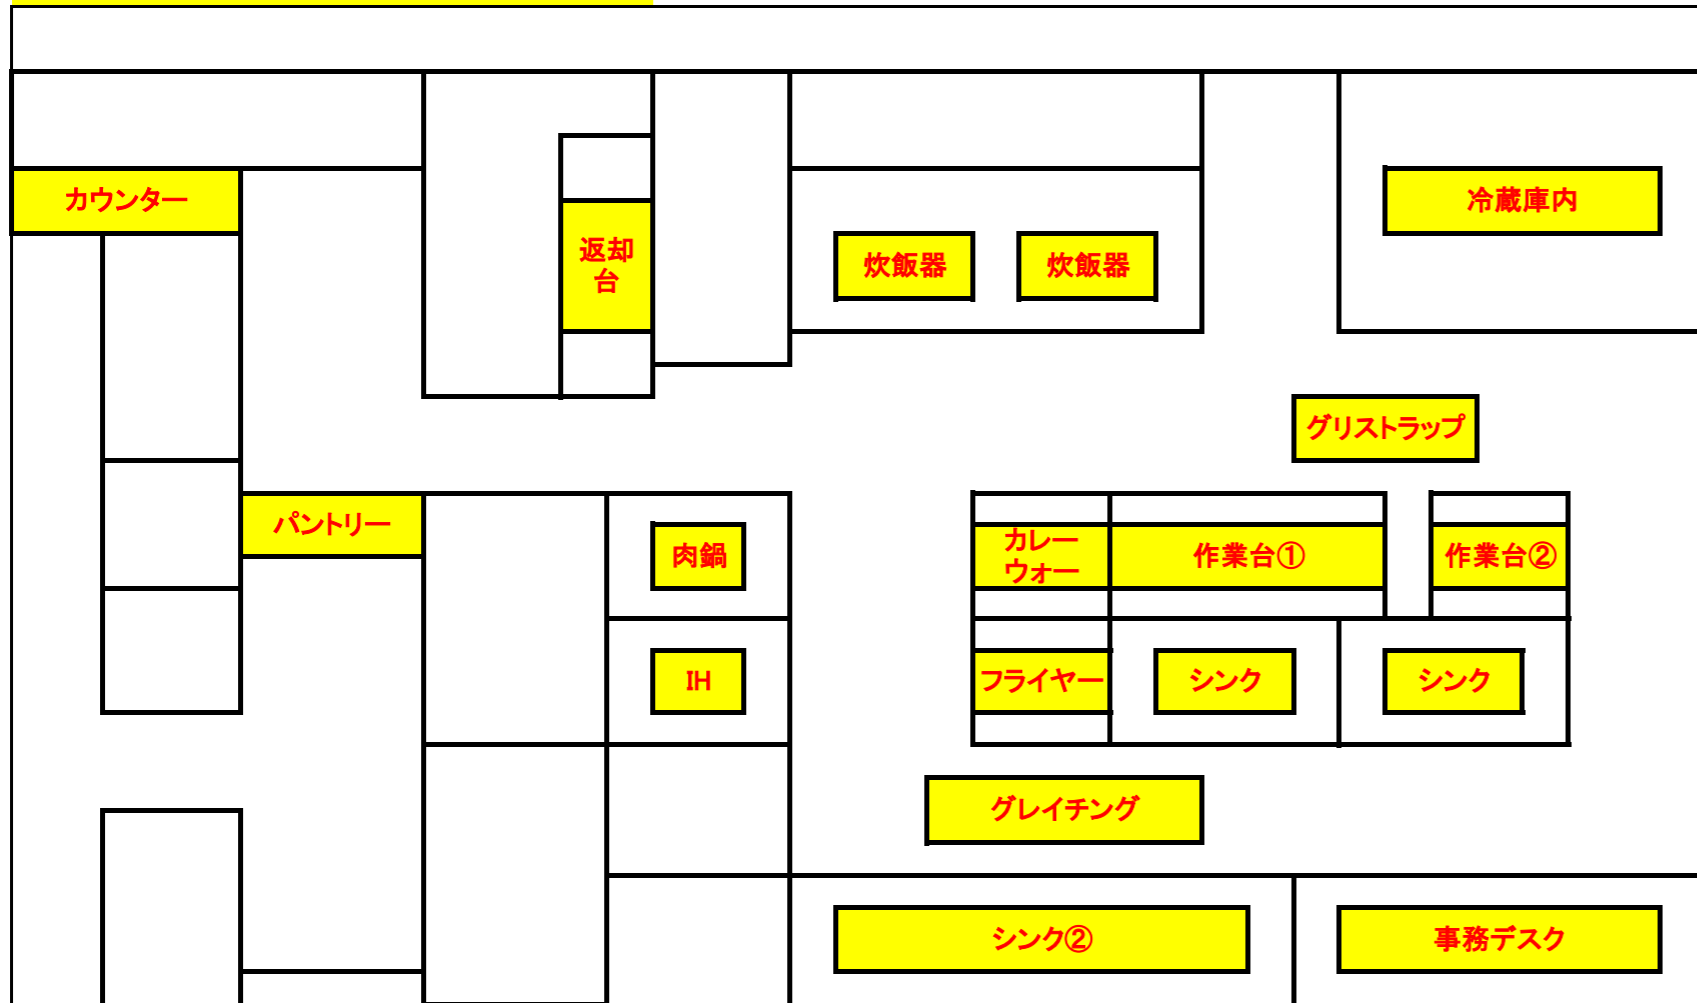 カウンター
返却
台
炊飯器
炊飯器
冷蔵庫内
グリストラップ
パントリー
肉鍋
カレー
ウォー
作業台①
作業台②
IH
フライヤー
シンク
シンク
グレイチング
シンク②
事務デスク